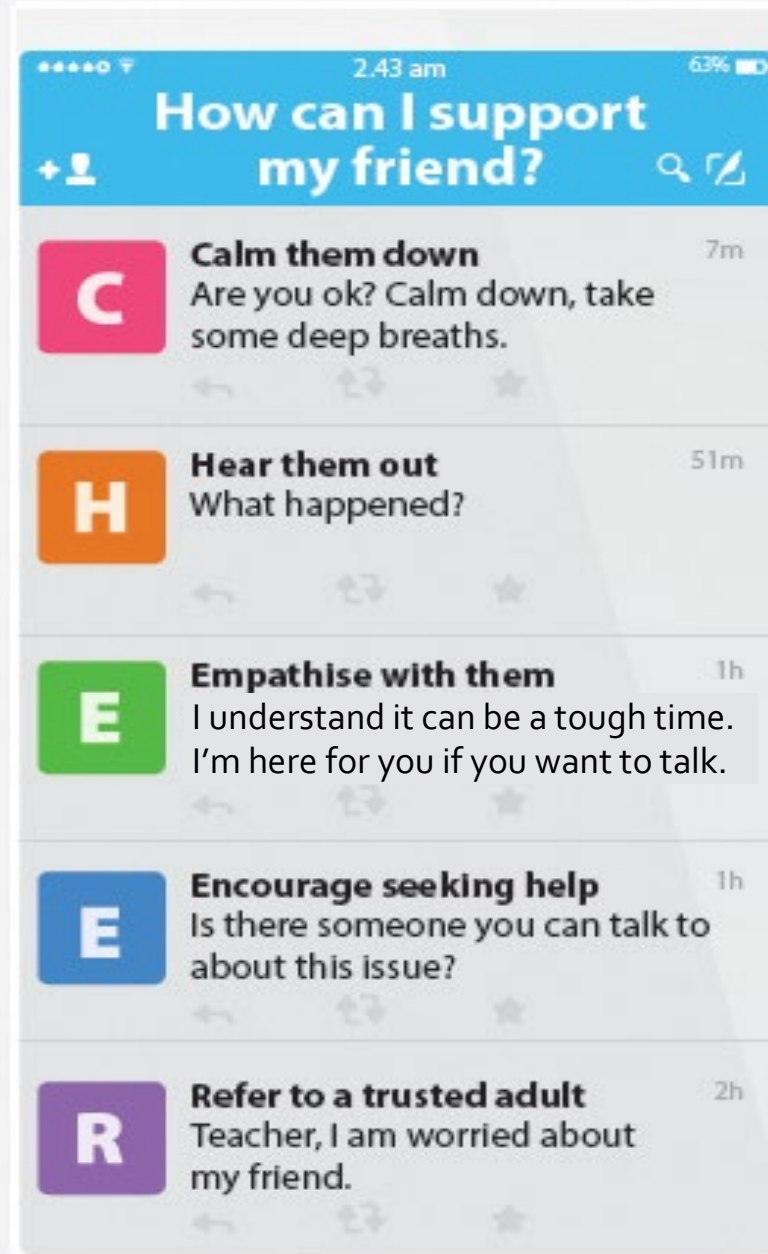 2.43 am
63%
How can I support
my friend?
C
Calm them down
7m
Are you ok? Calm down, take
some deep breaths.
H
Hear them out
51m
What happened?
E
Empathise with them
1h
I understand it can be a tough time.
I'm here for you if you want to talk.
E
Encourage seeking help
1h
Is there someone you can talk to
about this issue?
R
Refer to a trusted adult
2h
Teacher, I am worried about
my friend.